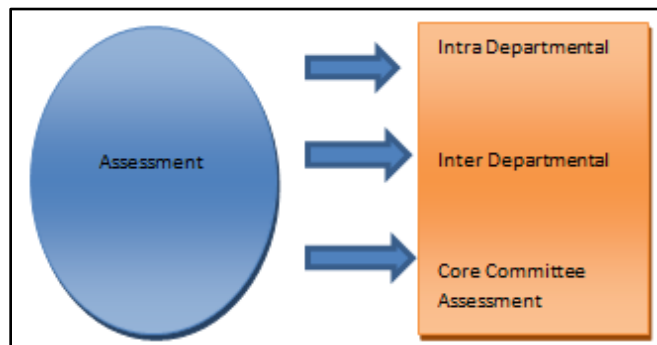 Intra Departmental
Assessment
Inter Departmental
Core Committee
Assessment